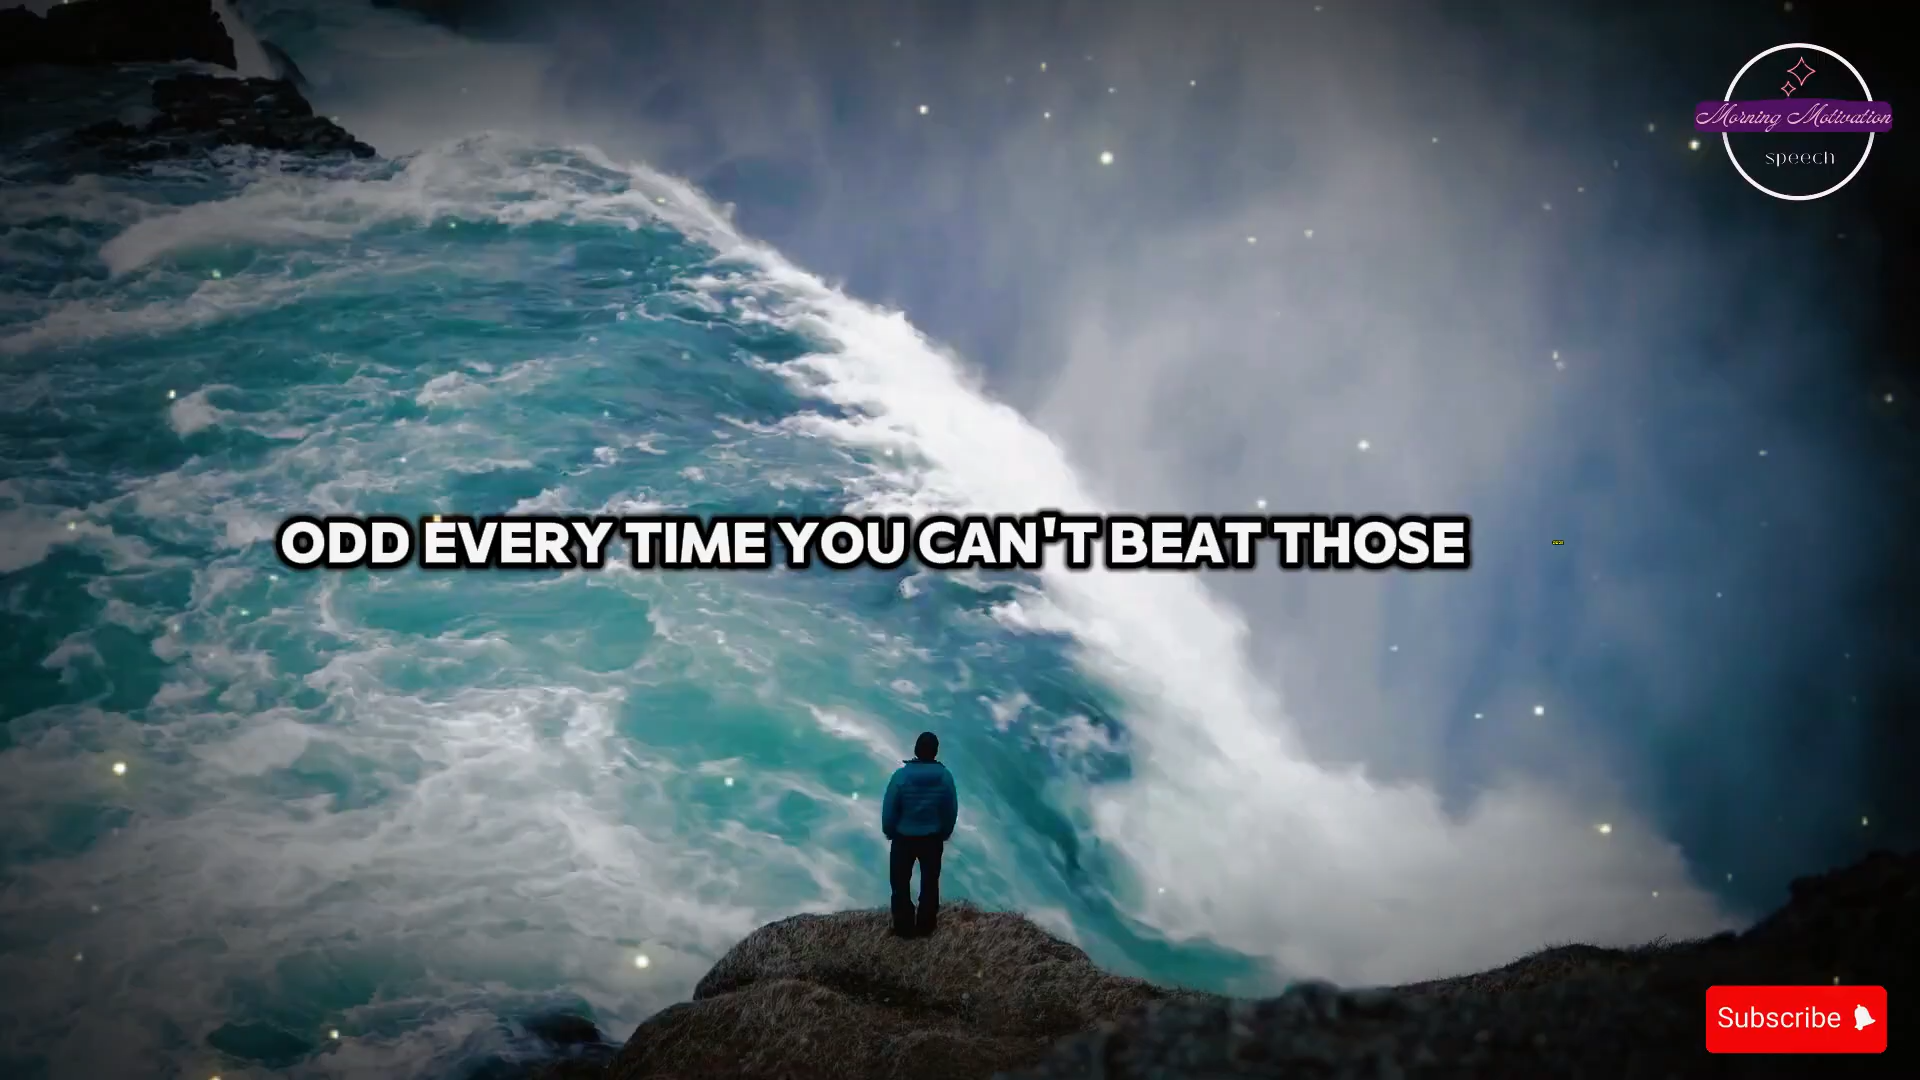 Morning Motivation
speech
ODD EVERY TIME YOU CAN'T BEAT THOSE
Subscribe